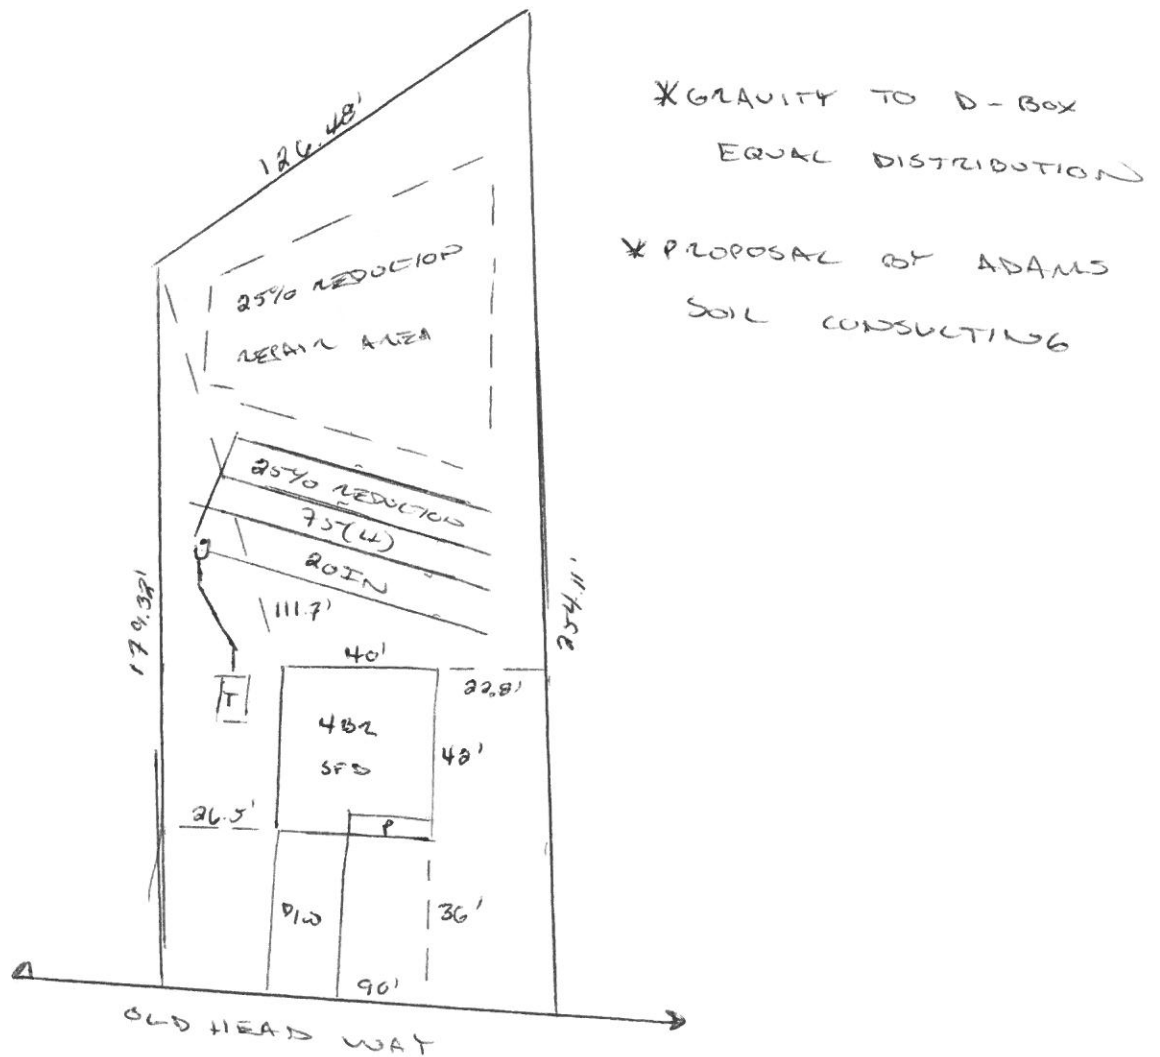 126.48'
*GRAVITY TO D-BOX
EQUAL DISTRIBUTION
*PROPOSAL BY ADAMS
SOIL CONSULTING
25% REDUCTION
REPAIR AREA
25% REDUCTION
75(4)
20IN
179.32'
254.11'
111.7'
40'
22.8'
T
4BR
SFD
42'
26.5'
P
D/W
36'
90'
OLD HEAD WAY